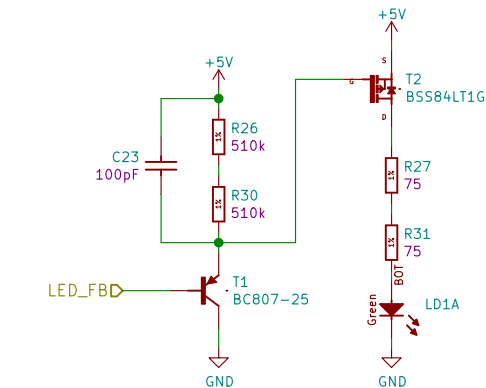 +5V
+5V
S
T2
G
BSS84LT1G
D
R26
1%
510k
C23
100pF
R27
1%
75
R30
1%
510k
R31
1%
75
BOT
T1
LED_FB
BC807-25
Green
LD1A
GND
GND